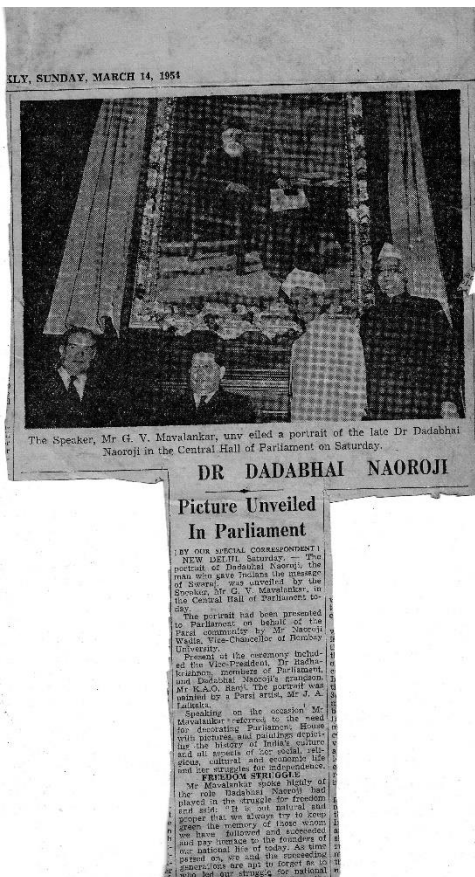 KLY, SUNDAY, MARCH 14, 1954
The Speaker, Mr G. V. Mavalankar, unv eiled a portrait of the late Dr Dadabhai
Naoroji in the Central Hall of Parliament on Saturday.
DR DADABHAI NAOROJI
Picture Unveiled
In Parliament
(BY OUR SPECIAL CORRESPONDENT)
NEW DELHI, Saturday. — The
portrait of Dadabhai Naoroji, the
man who gave Indians the message
of Swaraj, was unveiled by the
Speaker, Mr G. V. Mavalankar, in
the Central Hall of Parliament to-
day.
The portrait had been presented
to Parliament on behalf of the
Parsi community by Mr Naoroji
Wadia, Vice-Chancellor of Bombay
University.
Present at the ceremony includ-
ed the Vice-President, Dr Radha-
krishnan, members of Parliament,
and Dadabhai Naoroji's grandson,
Mr K.A.O. Naoji. The portrait was
painted by a Parsi artist, Mr J. A.
Lalkaka.
Speaking on the occasion Mr
Mavalankar referred to the need
for decorating Parliament House
with pictures, and paintings depict-
ing the history of India's culture
and all aspects of her social, reli-
gious, cultural and economic life
and her struggles for independence.
FREEDOM STRUGGLE
Mr Mavalankar spoke highly of
the role Dadabhai Naoroji had
played in the struggle for freedom
and said: "It is but natural and
proper that we always try to keep
green the memory of those whom
we have followed and succeeded
and pay homage to the founders of
our national life of today. As time
passed on, we and the succeeding
generations are apt to forget as to
who led our struggle for national